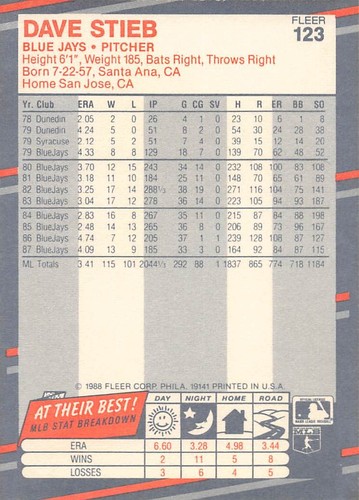 DAVE STIEB
FLEER
123
BLUE JAYS • PITCHER
Height 6'1", Weight 185, Bats Right, Throws Right
Born 7-22-57, Santa Ana, CA
Home San Jose, CA
Yr. Club ERA W L IP G CG SV H R ER BB SO
78 Dunedin 2.05 2 0 26 4 1 0 23 10 6 1 8
79 Dunedin 4.24 5 0 51 8 2 0 54 30 24 28 38
79 Syracuse 2.12 5 2 51 7 0 0 39 15 12 14 20
79 BlueJays 4.33 8 8 129 18 7 0 139 70 62 48 52
80 BlueJays 3.70 12 15 243 34 14 0 232 108 100 83 108
81 BlueJays 3.18 11 10 184 25 11 0 148 70 65 61 89
82 BlueJays 3.25 17 14 288⅓ 38 19 0 271 116 104 75 141
83 BlueJays 3.04 17 12 278 36 14 0 223 105 94 93 187
84 BlueJays 2.83 16 8 267 35 11 0 215 87 84 88 198
85 BlueJays 2.48 14 13 265 36 8 0 206 89 73 96 167
86 BlueJays 4.74 7 12 205 37 1 1 239 128 108 87 127
87 BlueJays 4.09 13 9 185 33 3 0 164 92 84 87 115
ML Totals 3.41 115 101 2044⅓ 292 88 1 1837 865 774 718 1184
© 1988 FLEER CORP. PHILA. 19141 PRINTED IN U.S.A.
AT THEIR BEST!
MLB STAT BREAKDOWN
DAY NIGHT HOME ROAD
ERA 6.60 3.28 4.98 3.44
WINS 2 11 5 8
LOSSES 3 6 4 5
MLB